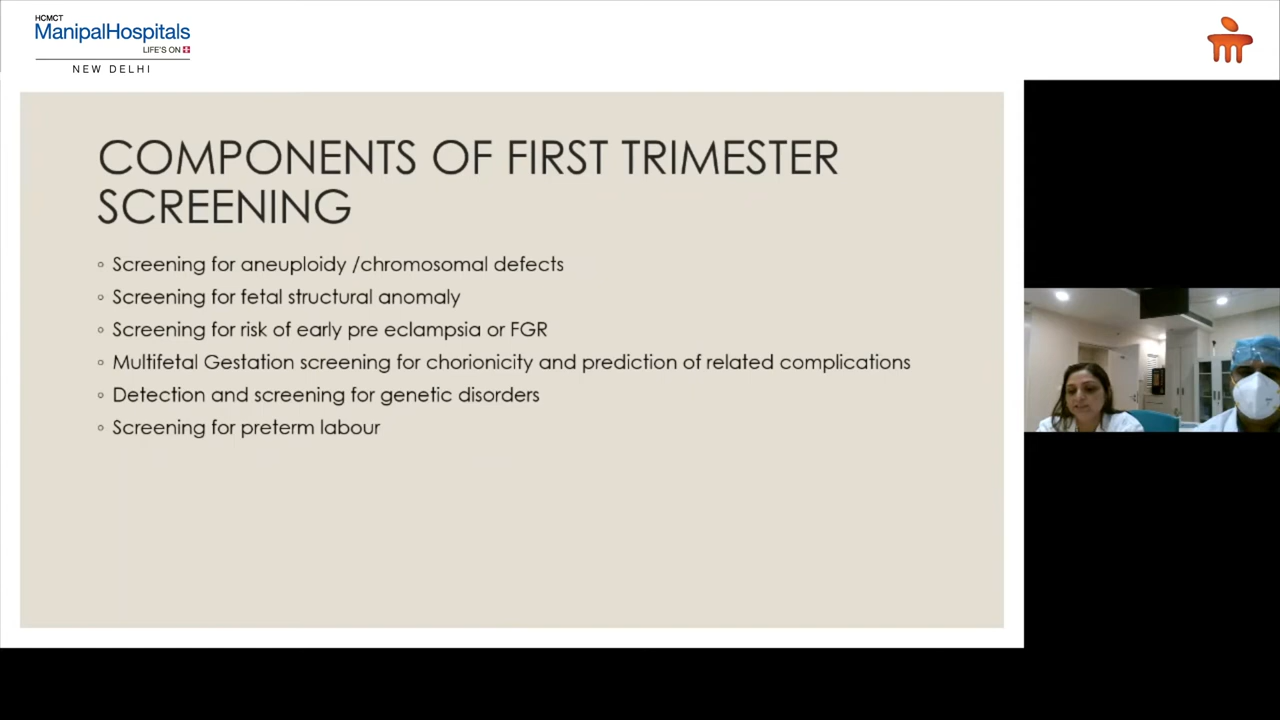 HCMCT
ManipalHospitals
LIFE'S ON
NEW DELHI
COMPONENTS OF FIRST TRIMESTER
SCREENING
◦ Screening for aneuploidy /chromosomal defects
◦ Screening for fetal structural anomaly
◦ Screening for risk of early pre eclampsia or FGR
◦ Multifetal Gestation screening for chorionicity and prediction of related complications
◦ Detection and screening for genetic disorders
◦ Screening for preterm labour